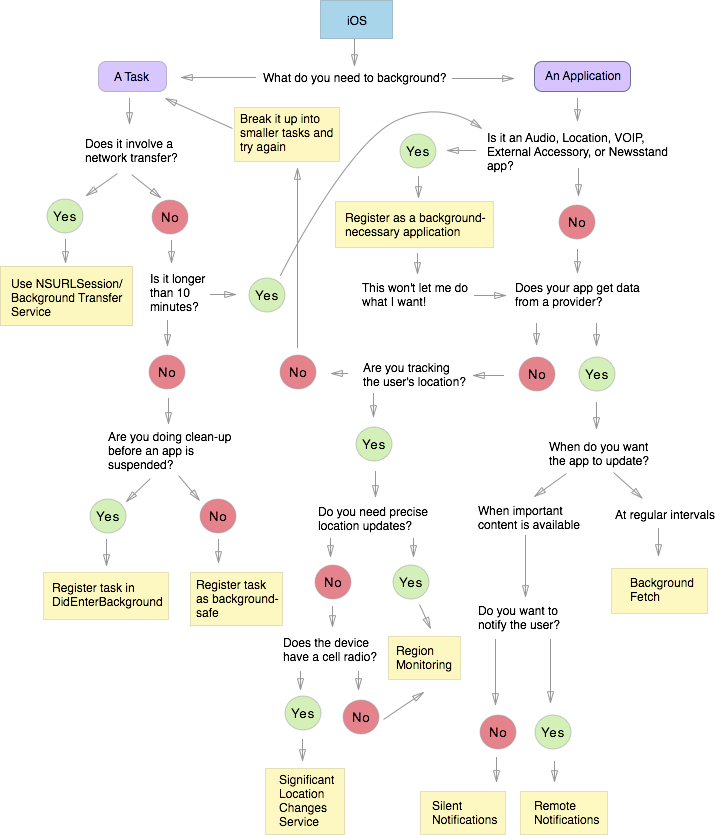 iOS
A Task
What do you need to background?
An Application
Break it up into
smaller tasks and
try again
Does it involve a
network transfer?
Yes
Is it an Audio, Location, VOIP,
External Accessory, or Newsstand
app?
Yes
No
Register as a background-
necessary application
No
Use NSURLSession/
Background Transfer
Service
Is it longer
than 10
minutes?
Yes
This won't let me do
what I want!
Does your app get data
from a provider?
No
No
Are you tracking
the user's location?
No
Yes
Are you doing clean-up
before an app is
suspended?
Yes
When do you want
the app to update?
Yes
No
Do you need precise
location updates?
When important
content is available
At regular intervals
Register task in
DidEnterBackground
Register task
as background-
safe
No
Yes
Background
Fetch
Do you want to
notify the user?
Does the device
have a cell radio?
Region
Monitoring
Yes
No
No
Yes
Significant
Location
Changes
Service
Silent
Notifications
Remote
Notifications